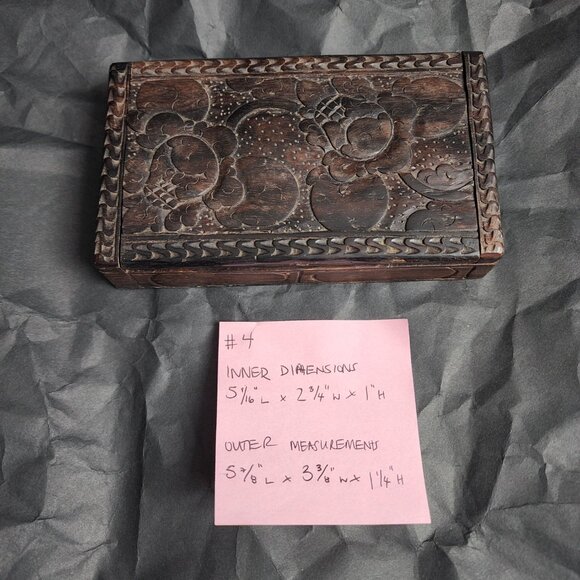 #4
INNER DIMENSIONS
5 1/16" L x 2 3/4" W x 1" H
OUTER MEASUREMENTS
5 7/8" L x 3 3/8" W x 1 1/4" H